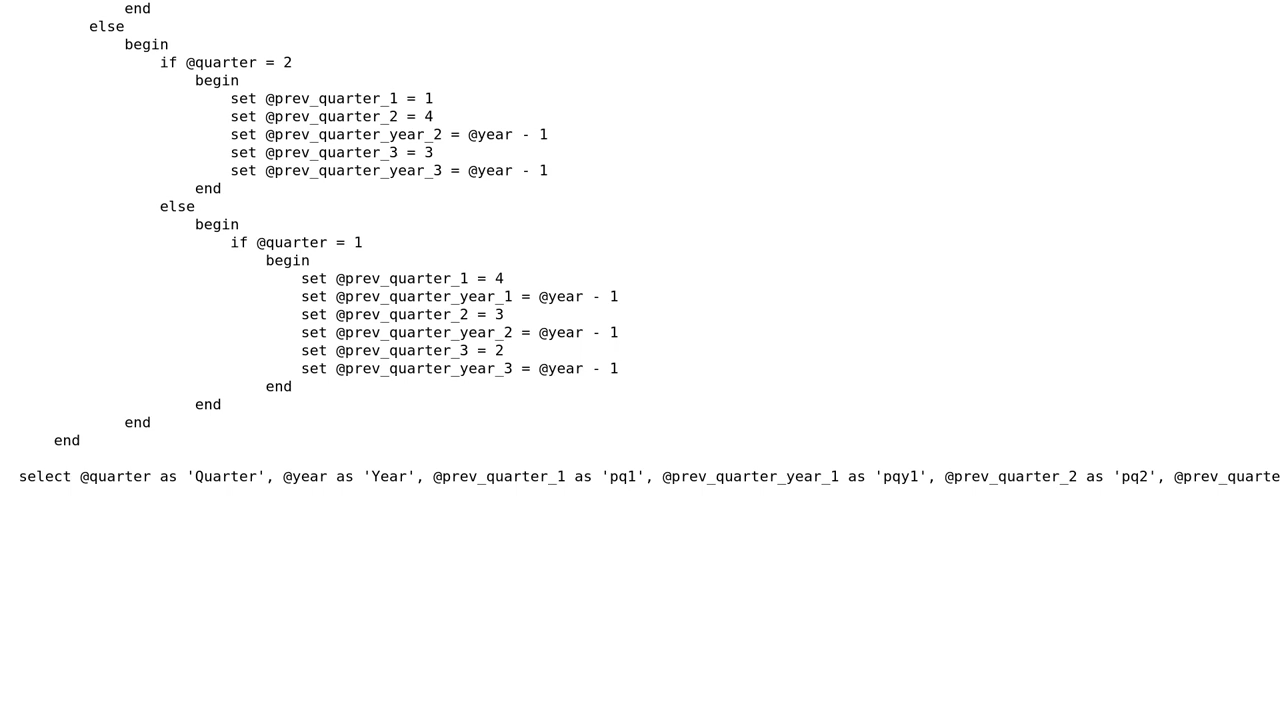 end
else
begin
if @quarter = 2
begin
set @prev_quarter_1 = 1
set @prev_quarter_2 = 4
set @prev_quarter_year_2 = @year - 1
set @prev_quarter_3 = 3
set @prev_quarter_year_3 = @year - 1
end
else
begin
if @quarter = 1
begin
set @prev_quarter_1 = 4
set @prev_quarter_year_1 = @year - 1
set @prev_quarter_2 = 3
set @prev_quarter_year_2 = @year - 1
set @prev_quarter_3 = 2
set @prev_quarter_year_3 = @year - 1
end
end
end
end
select @quarter as 'Quarter', @year as 'Year', @prev_quarter_1 as 'pq1', @prev_quarter_year_1 as 'pqy1', @prev_quarter_2 as 'pq2', @prev_quarte